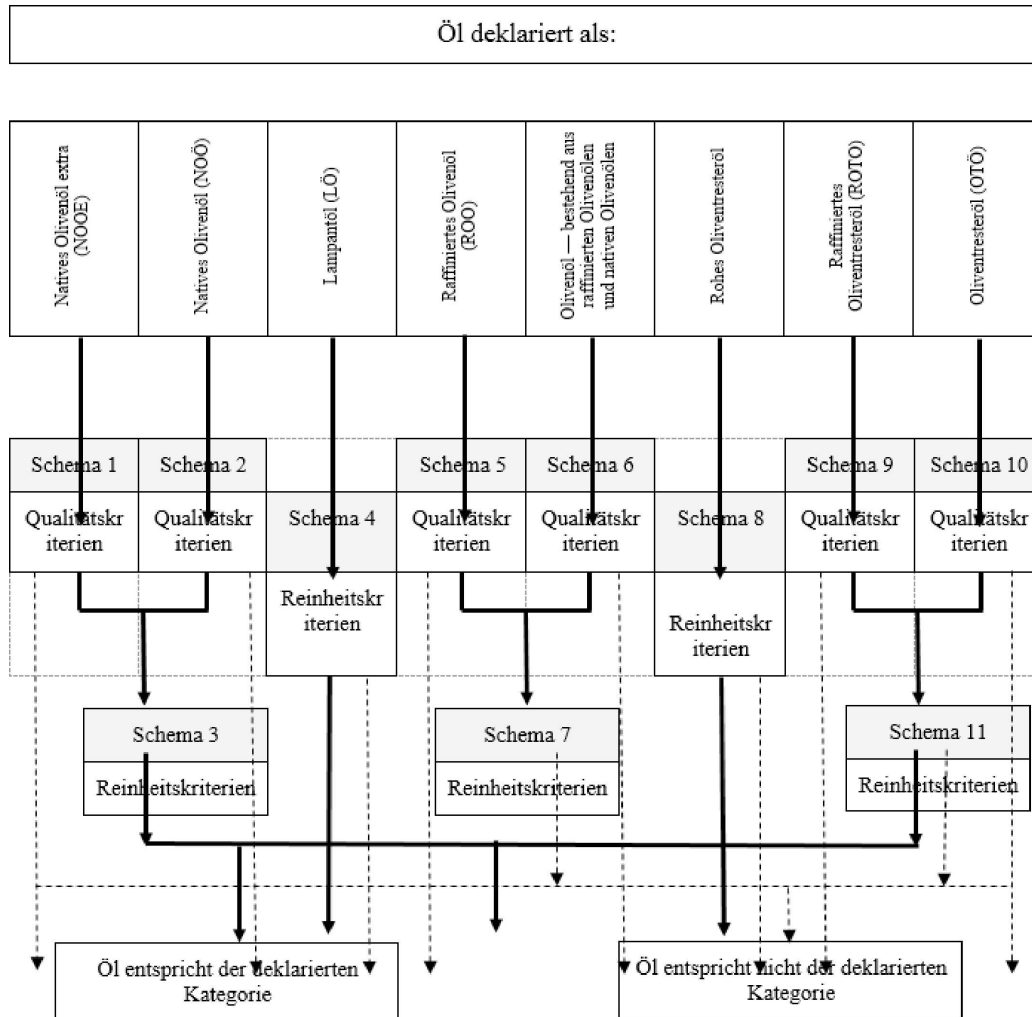 Öl deklariert als:
Natives Olivenöl extra
(NOOE)
Natives Olivenöl (NOÖ)
Lampantöl (LÖ)
Raffiniertes Olivenöl
(ROO)
Olivenöl — bestehend aus
raffinierten Olivenölen
und nativen Olivenölen
Rohes Oliventresteröl
Raffiniertes
Oliventresteröl (ROTO)
Oliventresteröl (OTÖ)
Schema 1
Schema 2
Schema 5
Schema 6
Schema 9
Schema 10
Qualitätskr
iterien
Qualitätskr
iterien
Schema 4
Qualitätskr
iterien
Qualitätskr
iterien
Schema 8
Qualitätskr
iterien
Qualitätskr
iterien
Reinheitskr
iterien
Reinheitskr
iterien
Schema 3
Schema 7
Schema 11
Reinheitskriterien
Reinheitskriterien
Reinheitskriterien
Öl entspricht der deklarierten
Kategorie
Öl entspricht nicht der deklarierten
Kategorie